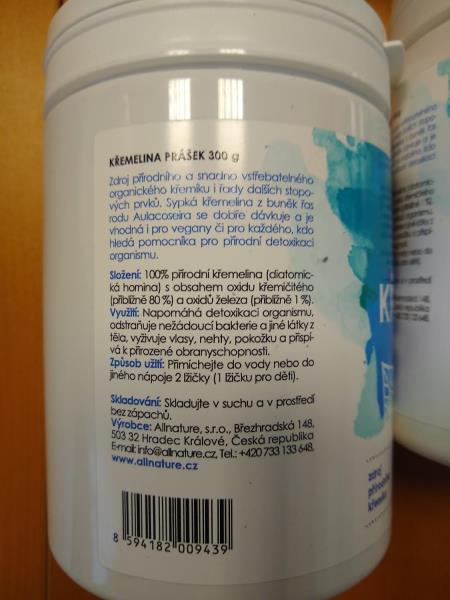 KŘEMELINA PRÁŠEK 300 g
Zdroj přírodního a snadno vstřebatelného
organického křemíku i řady dalších stopo-
vých prvků. Sypká křemelina z buněk řas
rodu Aulacoseira se dobře dávkuje a je
vhodná i pro vegany či pro každého, kdo
hledá pomocníka pro přírodní detoxikaci
organismu.
Složení: 100% přírodní křemelina (diatomic-
ká homina) s obsahem oxidu křemičitého
(přibližně 80 %) a oxidů železa (přibližně 1 %).
Využití: Napomáhá detoxikaci organismu,
odstraňuje nežádoucí bakterie a jiné látky z
těla, vyživuje vlasy, nehty, pokožku a přispí-
vá k přirozené obranyschopnosti.
Způsob užití: Přimíchejte do vody nebo do
jiného nápoje 2 lžičky (1 lžičku pro děti).
Skladování: Skladujte v suchu a v prostředí
bez zápachů.
Výrobce: Allnature, s.r.o., Břežhradská 148,
503 32 Hradec Králové, Česká republika
E-mail: info@allnature.cz, Tel.: +420 733 133 648,
www.allnature.cz
8 594182 009439
K
zdroj
přírodní
křemík